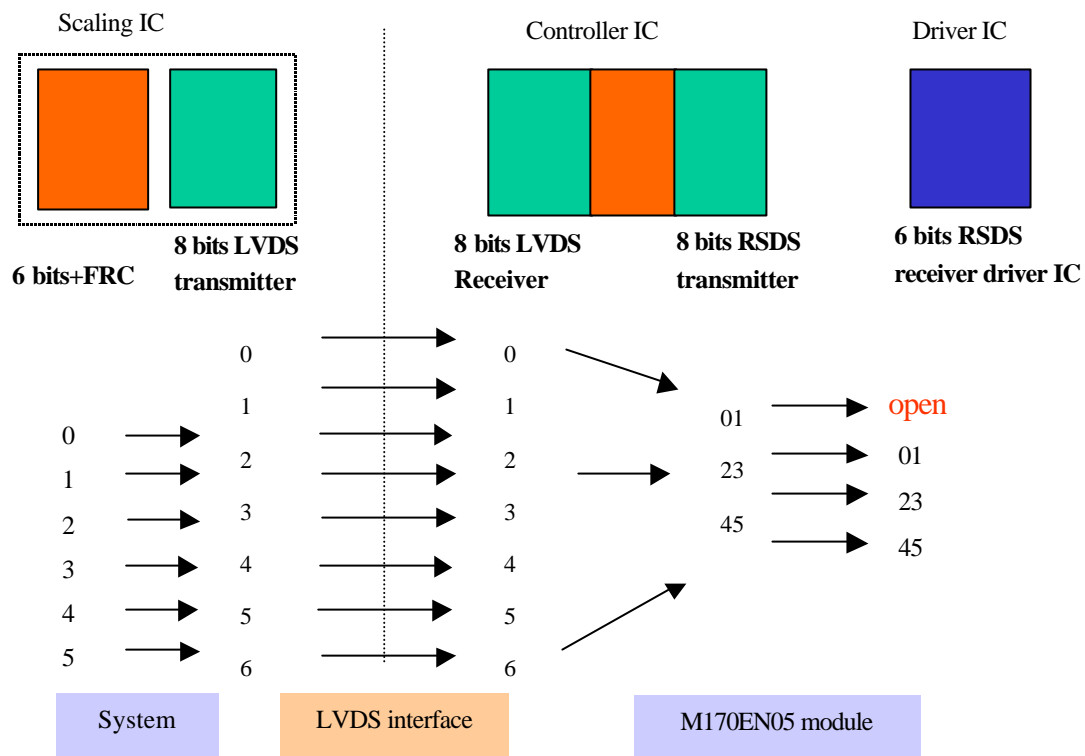 Scaling IC
Controller IC
Driver IC
6 bits+FRC
8 bits LVDS
transmitter
8 bits LVDS
Receiver
8 bits RSDS
transmitter
6 bits RSDS
receiver driver IC
0
1
2
3
4
5
0
1
2
3
4
5
6
0
1
2
3
4
5
6
01
23
45
open
01
23
45
System
LVDS interface
M170EN05 module